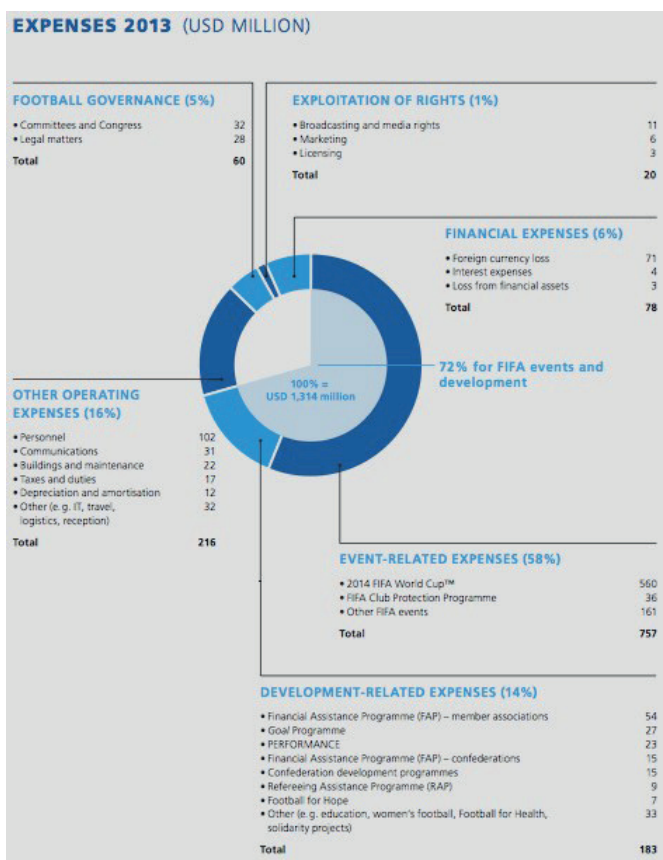 EXPENSES 2013 (USD MILLION)
FOOTBALL GOVERNANCE (5%)
• Committees and Congress 32
• Legal matters 28
Total 60
EXPLOITATION OF RIGHTS (1%)
• Broadcasting and media rights 11
• Marketing 6
• Licensing 3
Total 20
FINANCIAL EXPENSES (6%)
• Foreign currency loss 71
• Interest expenses 4
• Loss from financial assets 3
Total 78
72% for FIFA events and
development
100% =
USD 1,314 million
OTHER OPERATING
EXPENSES (16%)
• Personnel 102
• Communications 31
• Buildings and maintenance 22
• Taxes and duties 17
• Depreciation and amortisation 12
• Other (e.g. IT, travel, 32
logistics, reception)
Total 216
EVENT-RELATED EXPENSES (58%)
• 2014 FIFA World Cup™ 560
• FIFA Club Protection Programme 36
• Other FIFA events 161
Total 757
DEVELOPMENT-RELATED EXPENSES (14%)
• Financial Assistance Programme (FAP) – member associations 54
• Goal Programme 27
• PERFORMANCE 23
• Financial Assistance Programme (FAP) – confederations 15
• Confederation development programmes 15
• Refereeing Assistance Programme (RAP) 9
• Football for Hope 7
• Other (e.g. education, women's football, Football for Health, 33
solidarity projects)
Total 183